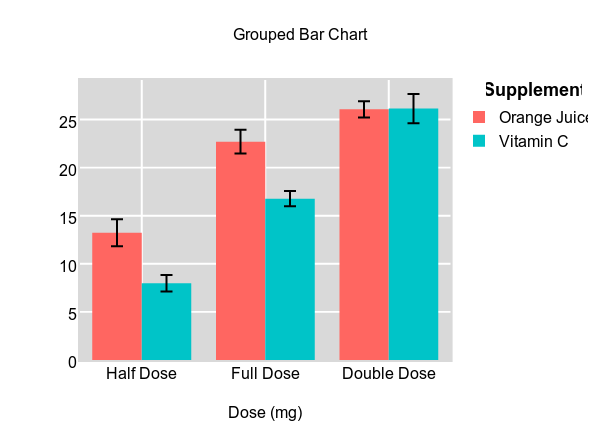 Grouped Bar Chart
Supplement
Orange Juice
Vitamin C
25
20
15
10
5
0
Half Dose
Full Dose
Double Dose
Dose (mg)